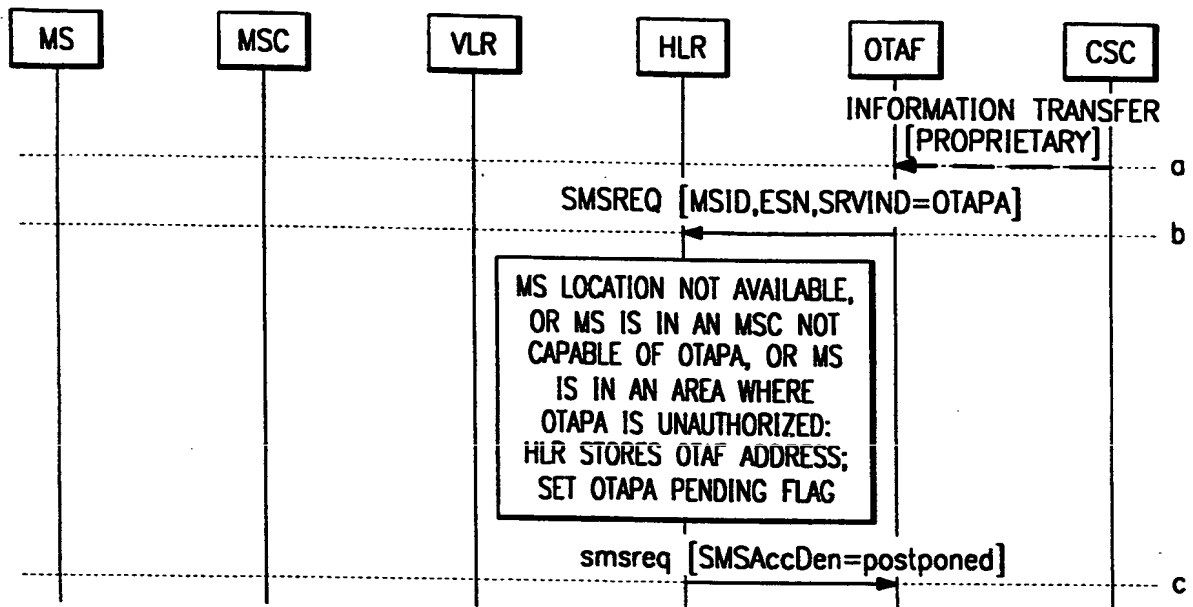 MS
MSC
VLR
HLR
OTAF
CSC
INFORMATION TRANSFER
[PROPRIETARY]
a
SMSREQ [MSID,ESN,SRVIND=OTAPA]
b
MS LOCATION NOT AVAILABLE,
OR MS IS IN AN MSC NOT
CAPABLE OF OTAPA, OR MS
IS IN AN AREA WHERE
OTAPA IS UNAUTHORIZED:
HLR STORES OTAF ADDRESS;
SET OTAPA PENDING FLAG
smsreq [SMSAccDen=postponed]
c